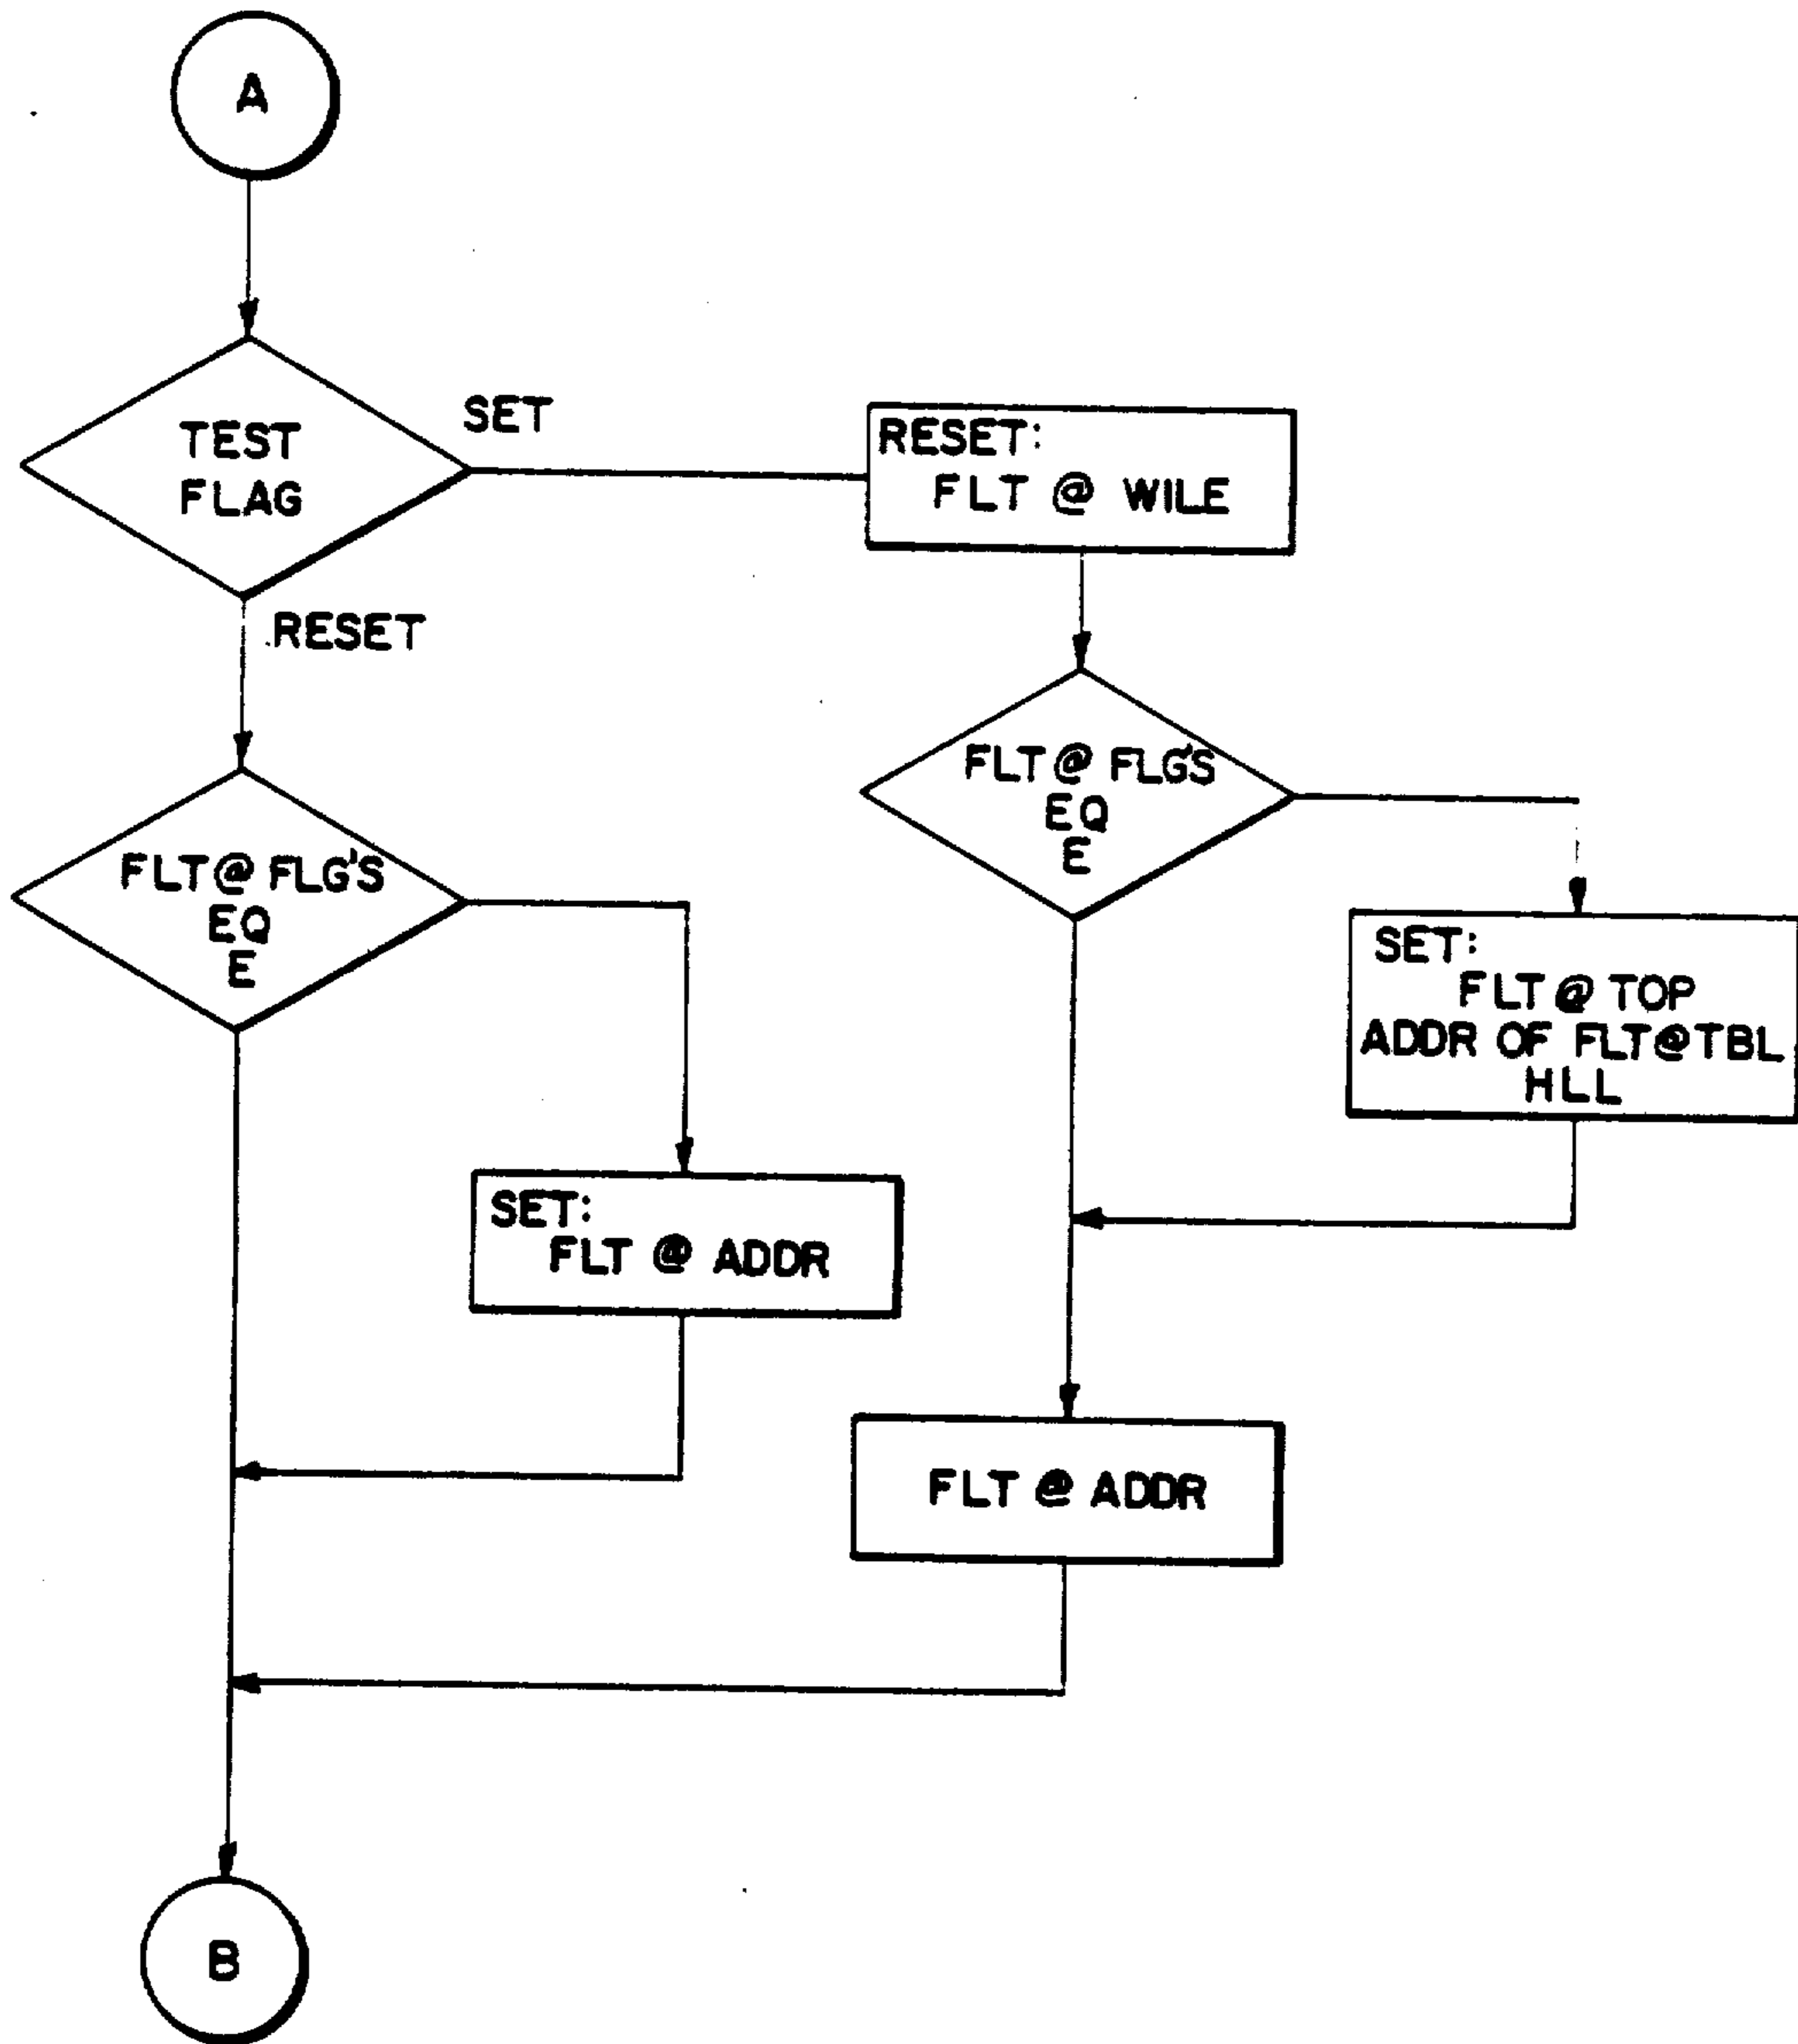 A
TEST
FLAG
SET
RESET:
FLT @ WILE
RESET
FLT @ FLG'S
EQ
E
FLT @ FLG'S
EQ
E
SET:
FLT @ TOP
ADDR OF FLT@TBL
HLL
SET:
FLT @ ADDR
FLT @ ADDR
B